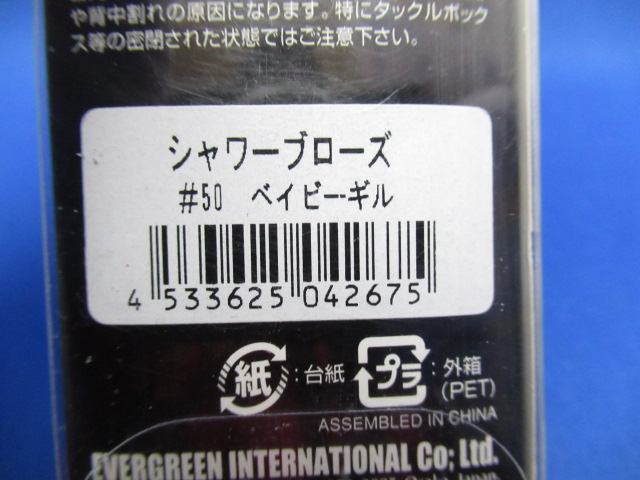 や背中割れの原因になります。特にタックルボック
ス等の密閉された状態ではご注意下さい。
シャワーブローズ
#50 ベイビーギル
4 533625 042675
紙 : 台紙
プラ : 外箱
(PET)
ASSEMBLED IN CHINA
EVERGREEN INTERNATIONAL Co; Ltd.
Japan